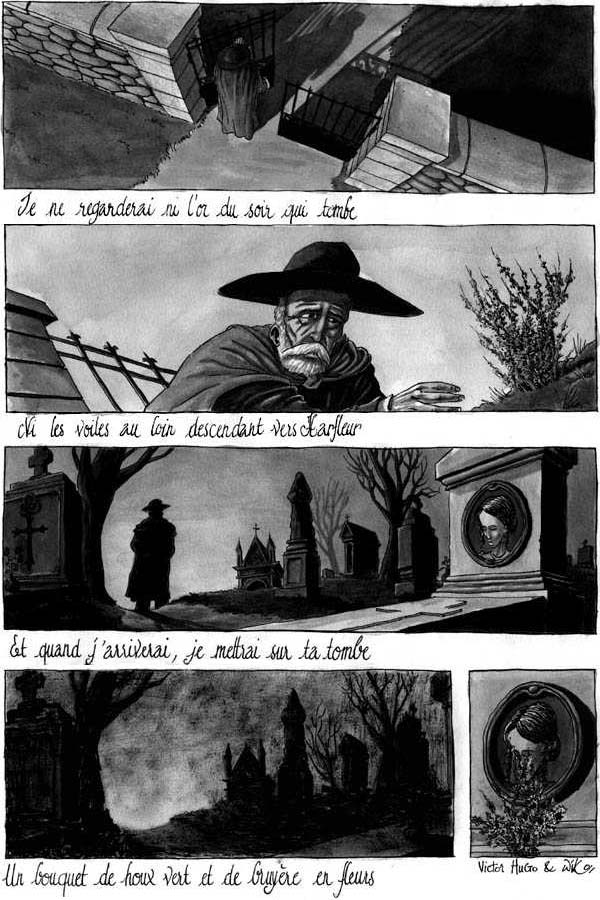 Je ne regarderai ni l'or du soir qui tombe
Ni les voiles au loin descendant vers Harfleur
Et quand j'arriverai, je mettrai sur ta tombe
Un bouquet de houx vert et de bruyère en fleurs
Victor Hugo &